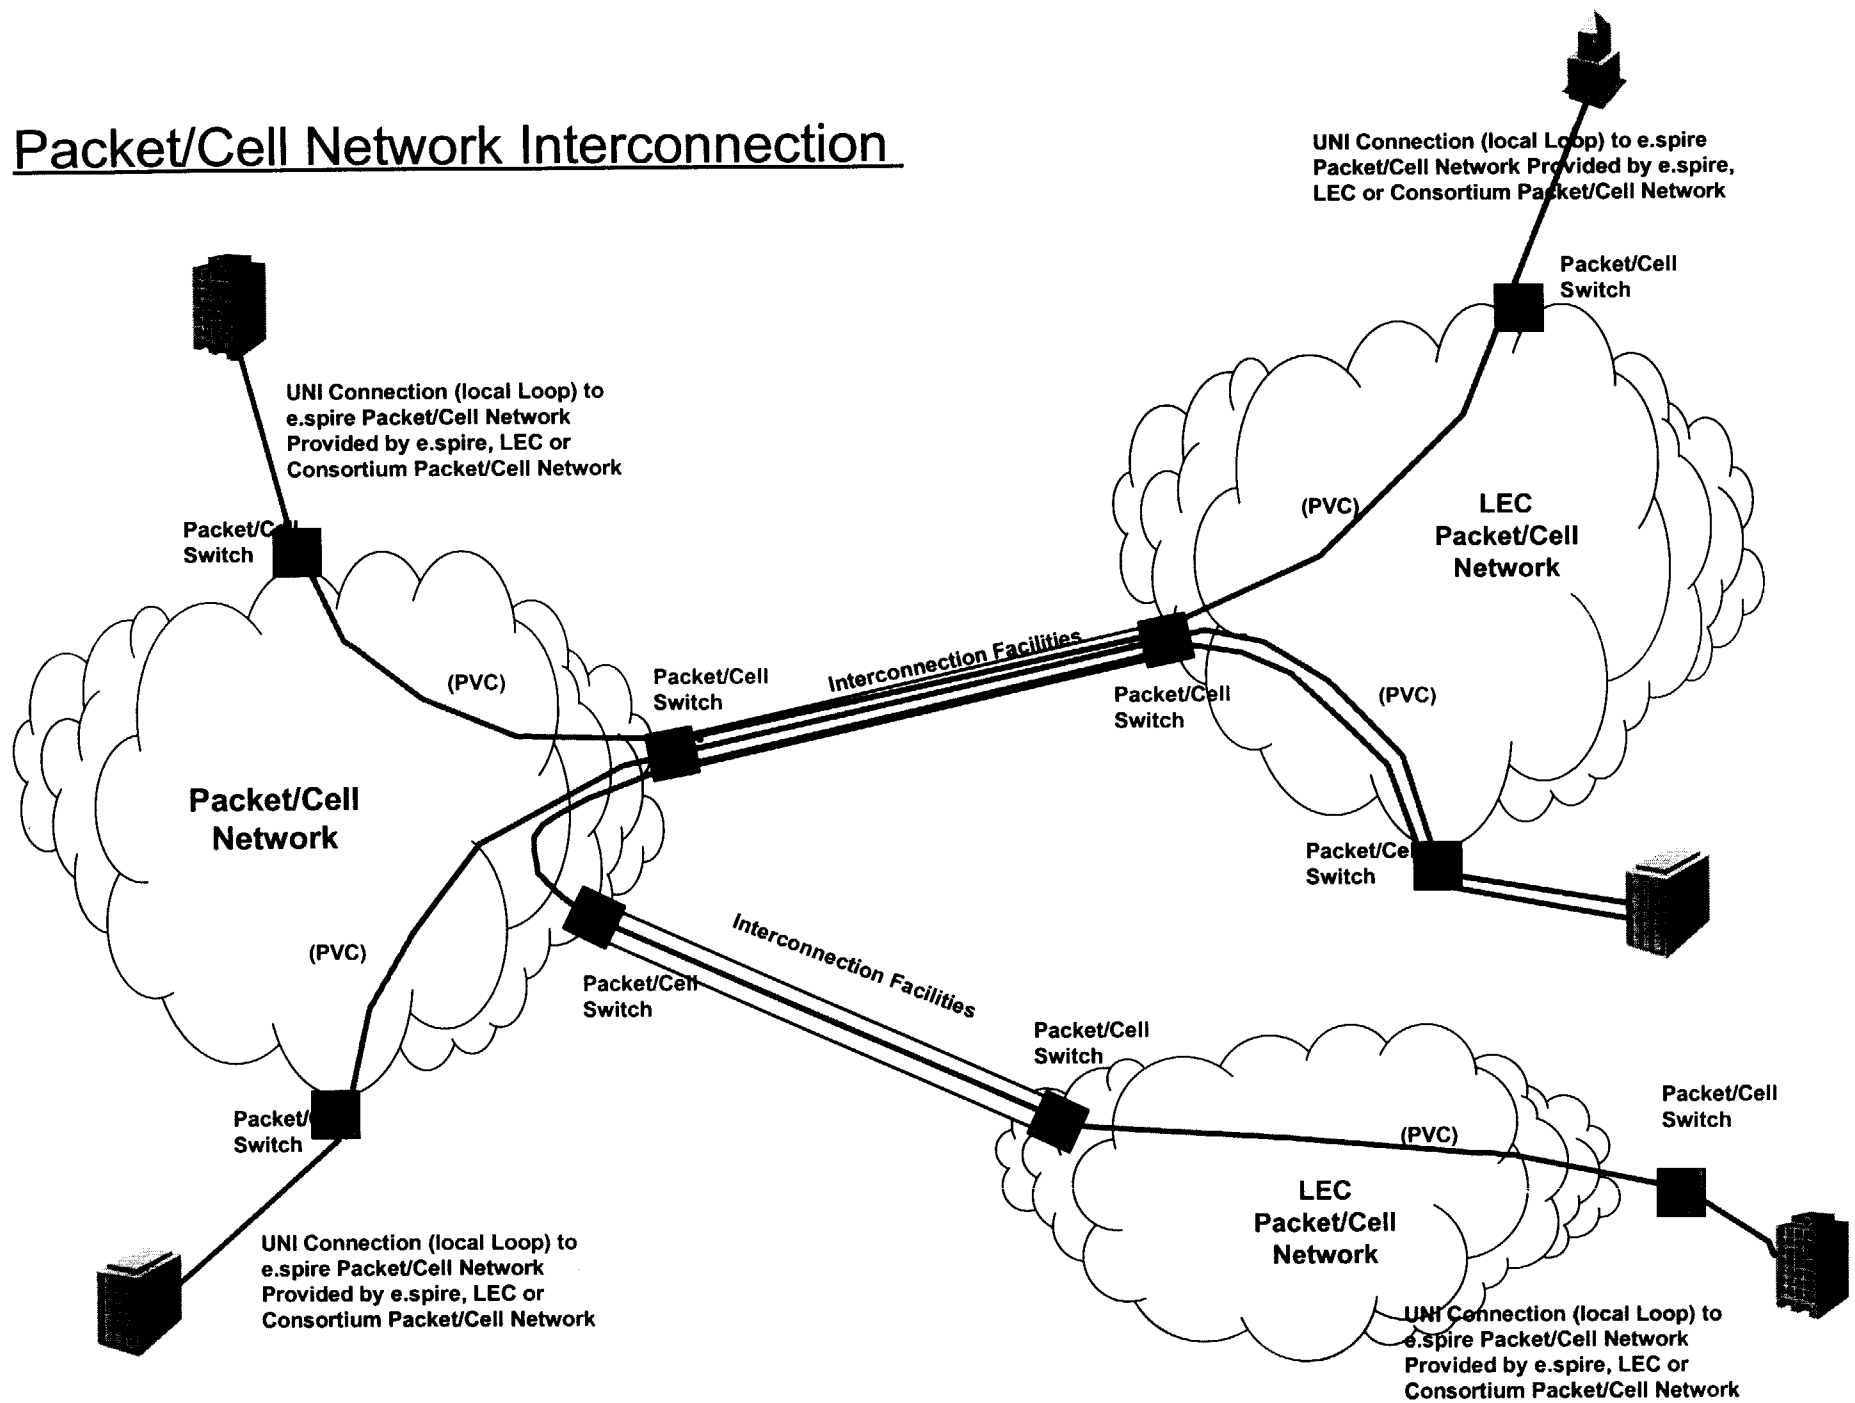 Packet/Cell Network Interconnection
UNI Connection (local Loop) to e.spire
Packet/Cell Network Provided by e.spire,
LEC or Consortium Packet/Cell Network
Packet/Cell
Switch
UNI Connection (local Loop) to
e.spire Packet/Cell Network
Provided by e.spire, LEC or
Consortium Packet/Cell Network
Packet/Cell
Switch
(PVC)
LEC
Packet/Cell
Network
(PVC)
Packet/Cell
Switch
Interconnection Facilities
Packet/Cell
Switch
(PVC)
Packet/Cell
Network
Packet/Ce
Switch
(PVC)
Interconnection Facilities
Packet/Cell
Switch
Packet/Cell
Switch
Packet/Cell
Switch
Packet/
Switch
(PVC)
LEC
Packet/Cell
Network
UNI Connection (local Loop) to
e.spire Packet/Cell Network
Provided by e.spire, LEC or
Consortium Packet/Cell Network
UNI Connection (local Loop) to
e.spire Packet/Cell Network
Provided by e.spire, LEC or
Consortium Packet/Cell Network